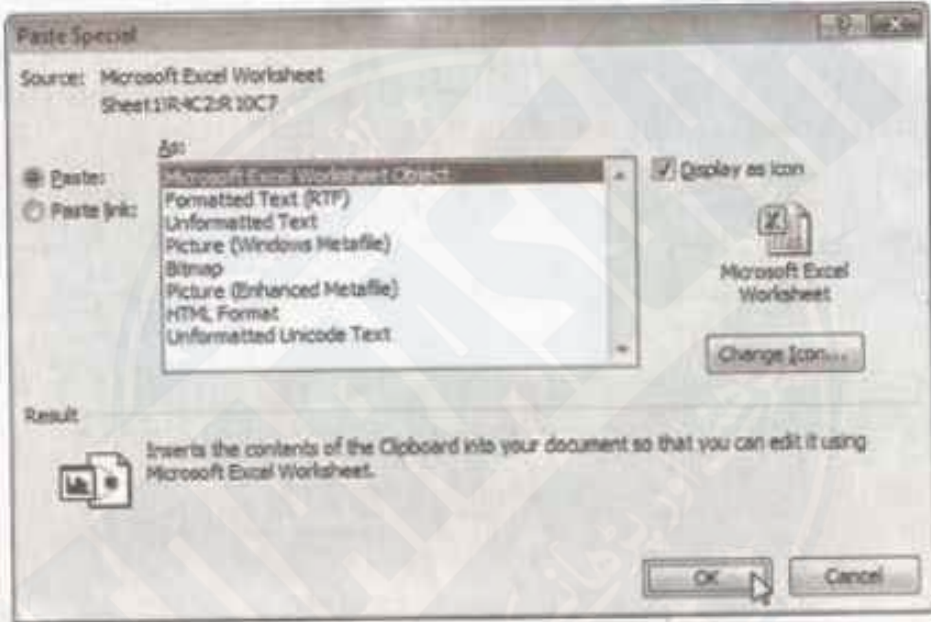 Paste Special
Source: Microsoft Excel Worksheet
Sheet1!R4C2:R10C7
As:
Paste:
Paste link:
Microsoft Excel Worksheet Object
Formatted Text (RTF)
Unformatted Text
Picture (Windows Metafile)
Bitmap
Picture (Enhanced Metafile)
HTML Format
Unformatted Unicode Text
Display as icon
Microsoft Excel
Worksheet
Change Icon...
Result
Inserts the contents of the Clipboard into your document so that you can edit it using
Microsoft Excel Worksheet.
OK
Cancel